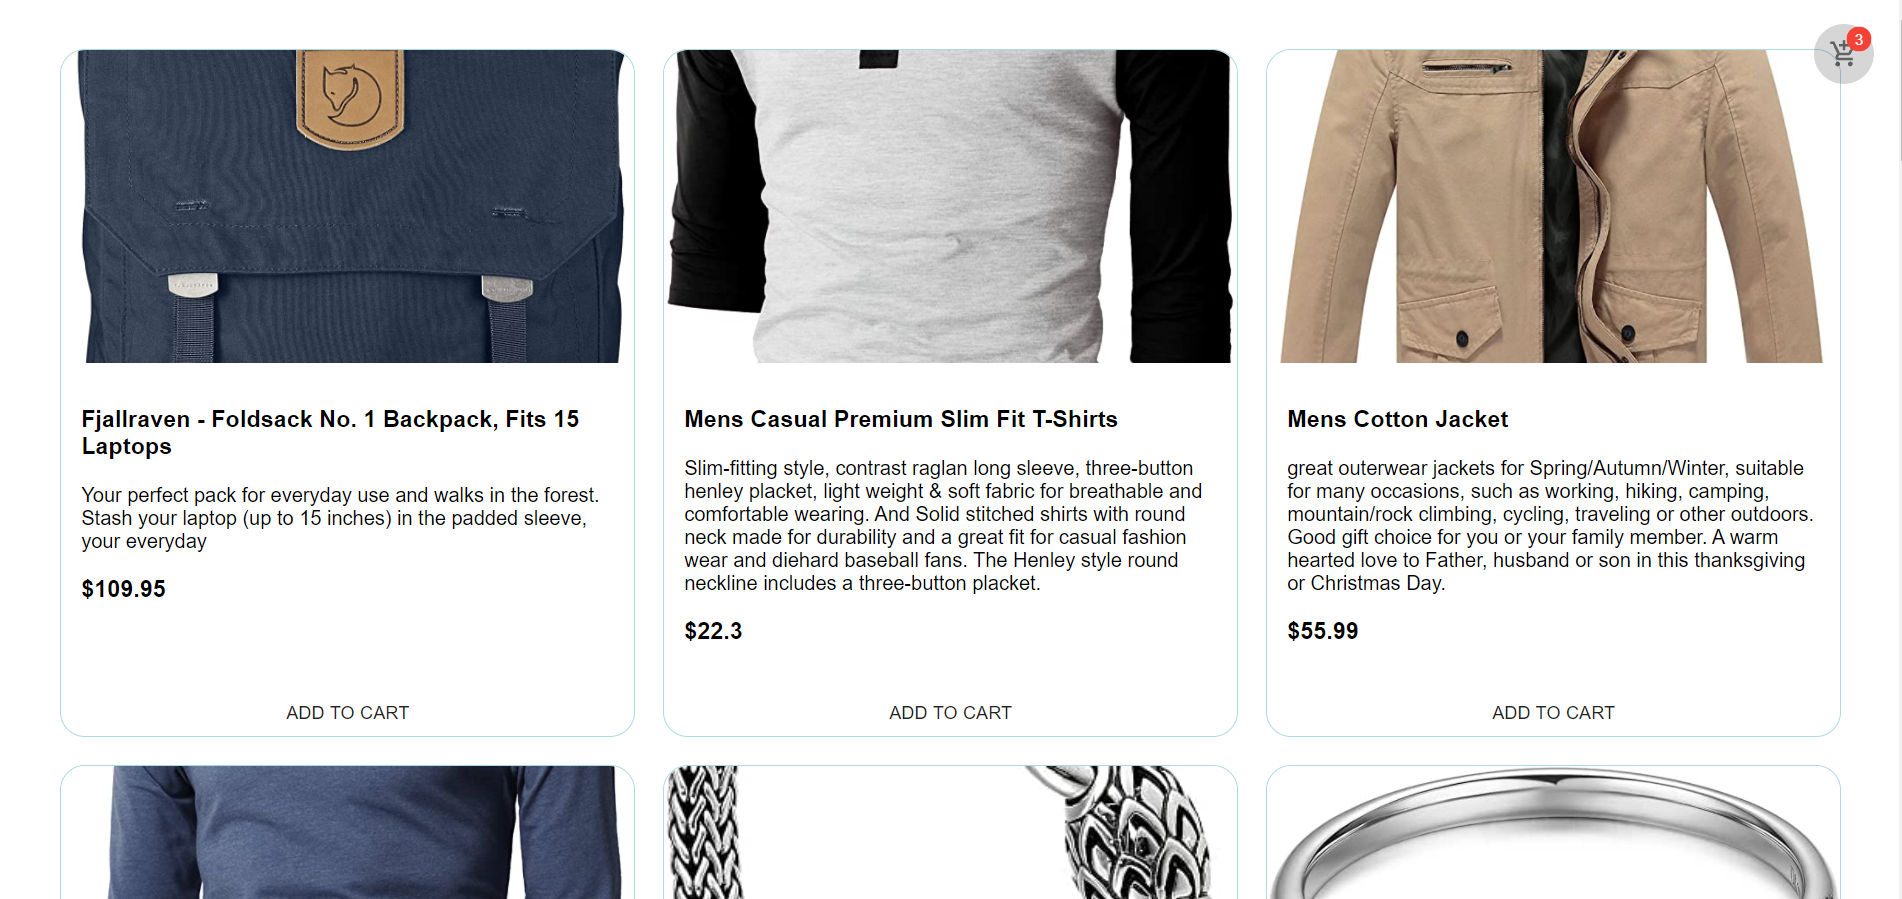 3
Fjallraven - Foldsack No. 1 Backpack, Fits 15
Laptops
Your perfect pack for everyday use and walks in the forest.
Stash your laptop (up to 15 inches) in the padded sleeve,
your everyday
$109.95
ADD TO CART
Mens Casual Premium Slim Fit T-Shirts
Slim-fitting style, contrast raglan long sleeve, three-button
henley placket, light weight & soft fabric for breathable and
comfortable wearing. And Solid stitched shirts with round
neck made for durability and a great fit for casual fashion
wear and diehard baseball fans. The Henley style round
neckline includes a three-button placket.
$22.3
ADD TO CART
Mens Cotton Jacket
great outerwear jackets for Spring/Autumn/Winter, suitable
for many occasions, such as working, hiking, camping,
mountain/rock climbing, cycling, traveling or other outdoors.
Good gift choice for you or your family member. A warm
hearted love to Father, husband or son in this thanksgiving
or Christmas Day.
$55.99
ADD TO CART